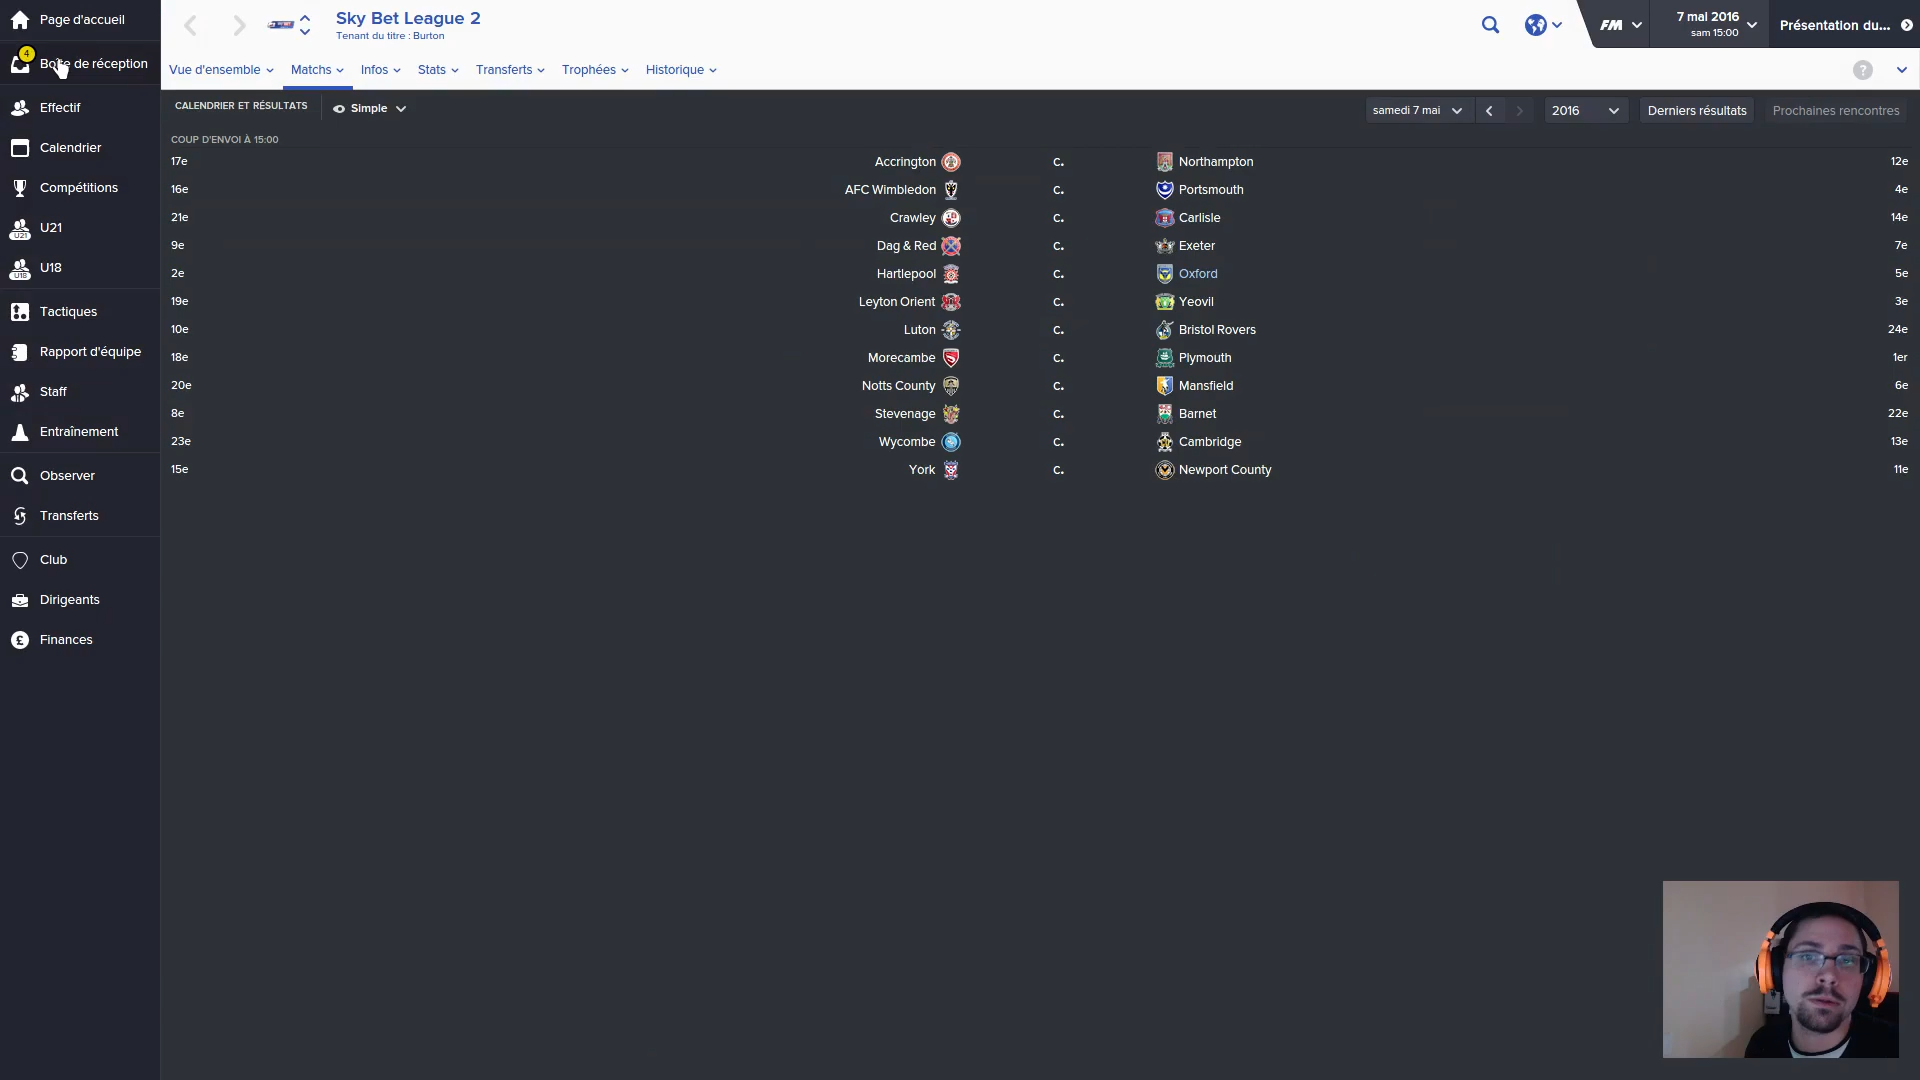 Page d'accueil
4
Boîte de réception
Effectif
Calendrier
Compétitions
U21
U21
U18
U18
Tactiques
Rapport d'équipe
Staff
Entraînement
Observer
Transferts
Club
Dirigeants
Finances
Sky Bet League 2
Tenant du titre : Burton
FM
7 mai 2016
sam 15:00
Présentation du...
Vue d'ensemble
Matchs
Infos
Stats
Transferts
Trophées
Historique
?
CALENDRIER ET RÉSULTATS
Simple
samedi 7 mai
2016
Derniers résultats
Prochaines rencontres
COUP D'ENVOI À 15:00
17e Accrington c. Northampton 12e
16e AFC Wimbledon c. Portsmouth 4e
21e Crawley c. Carlisle 14e
9e Dag & Red c. Exeter 7e
2e Hartlepool c. Oxford 5e
19e Leyton Orient c. Yeovil 3e
10e Luton c. Bristol Rovers 24e
18e Morecambe c. Plymouth 1er
20e Notts County c. Mansfield 6e
8e Stevenage c. Barnet 22e
23e Wycombe c. Cambridge 13e
15e York c. Newport County 11e